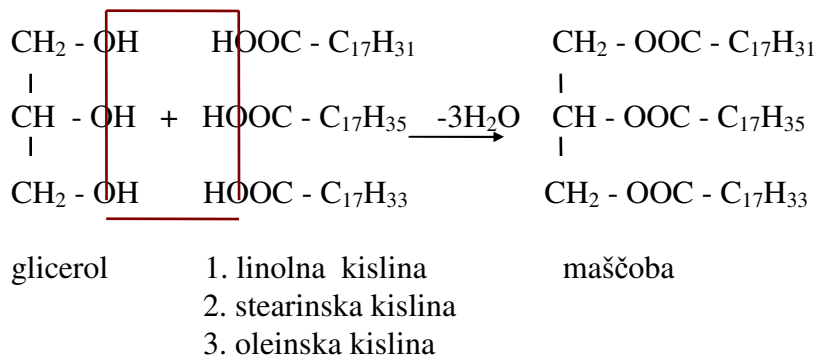 CH₂ - OH HOOC - C₁₇H₃₁ CH₂ - OOC - C₁₇H₃₁
CH - OH + HOOC - C₁₇H₃₅ -3H₂O CH - OOC - C₁₇H₃₅
CH₂ - OH HOOC - C₁₇H₃₃ CH₂ - OOC - C₁₇H₃₃
glicerol 1. linolna kislina maščoba
2. stearinska kislina
3. oleinska kislina